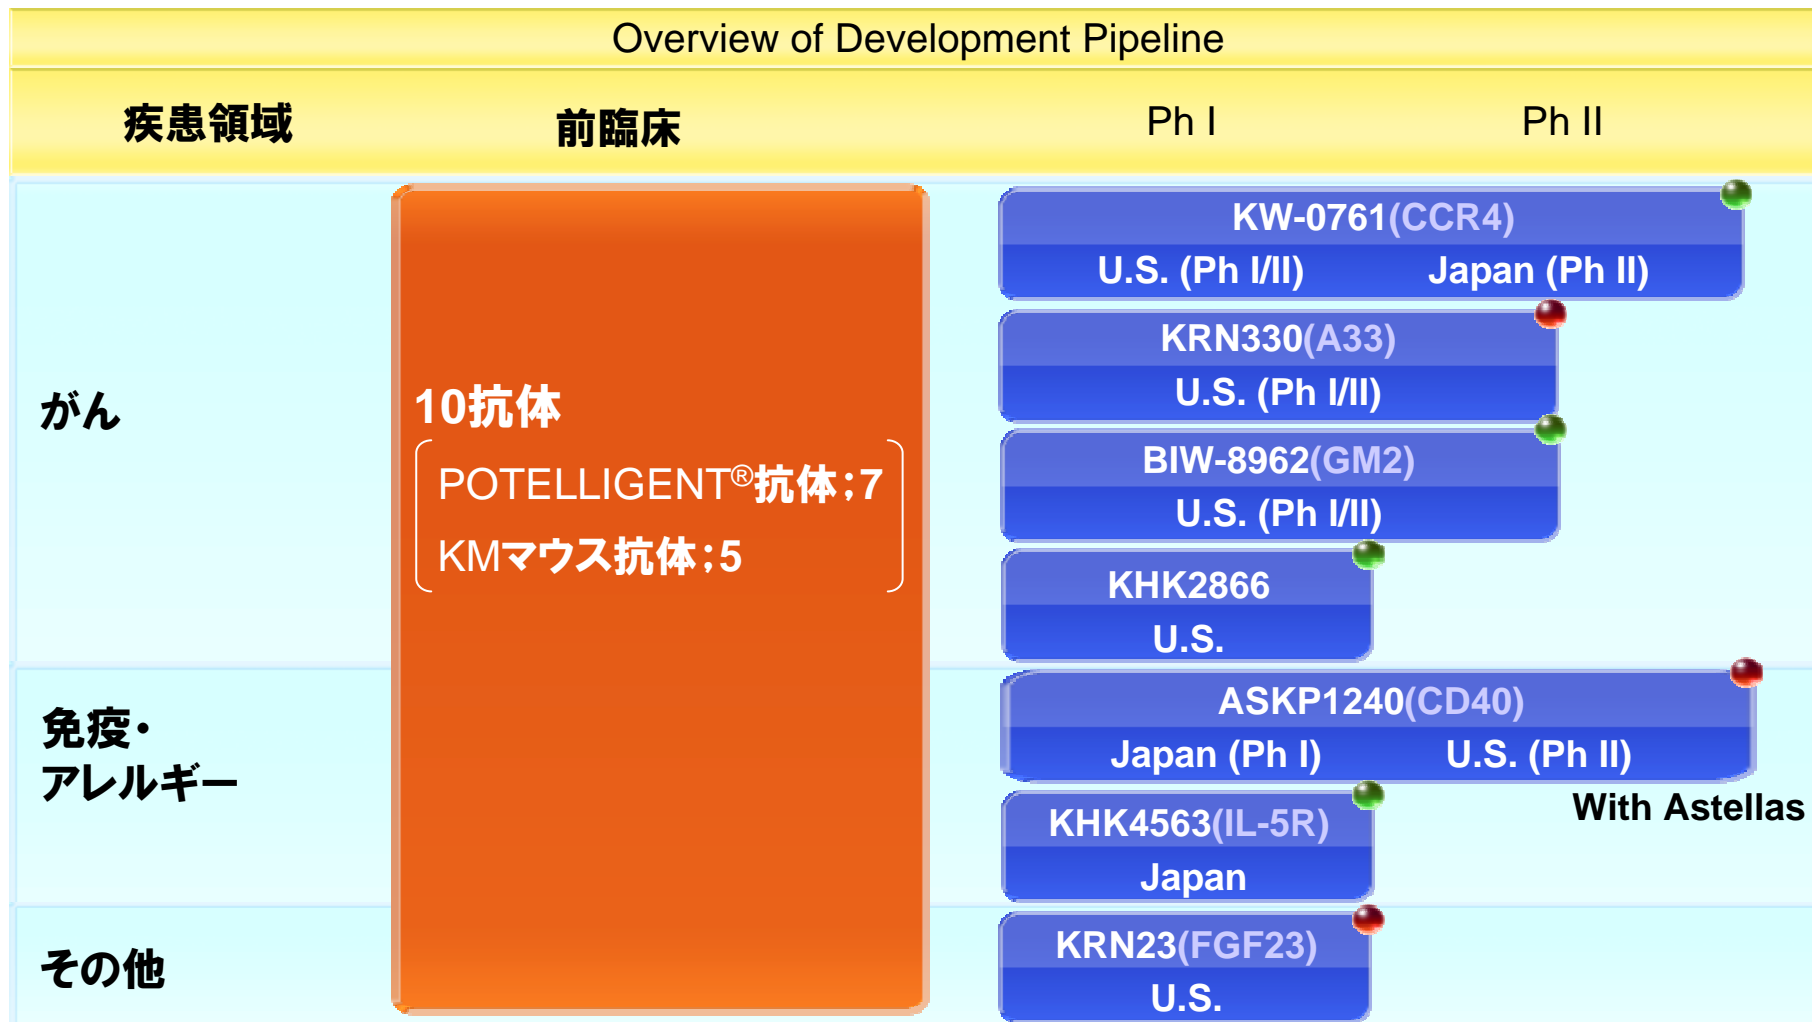 Overview of Development Pipeline
疾患領域 前臨床 Ph I Ph II
がん
10抗体
POTELLIGENT®抗体;7
KMマウス抗体;5
KW-0761(CCR4)
U.S. (Ph I/II) Japan (Ph II)
KRN330(A33)
U.S. (Ph I/II)
BIW-8962(GM2)
U.S. (Ph I/II)
KHK2866
U.S.
免疫・
アレルギー
ASKP1240(CD40)
Japan (Ph I) U.S. (Ph II)
With Astellas
KHK4563(IL-5R)
Japan
その他
KRN23(FGF23)
U.S.